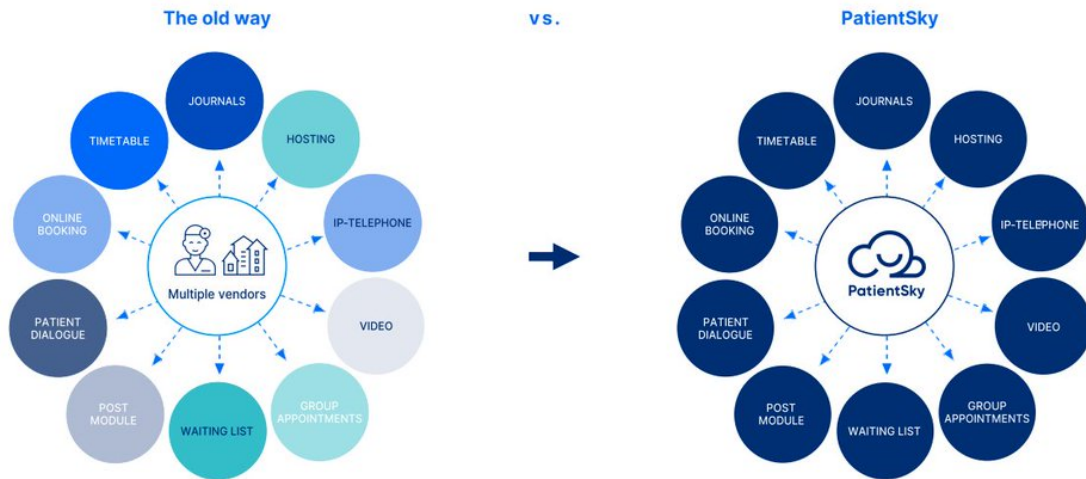 The old way
vs.
PatientSky
JOURNALS
TIMETABLE
HOSTING
ONLINE
BOOKING
IP-TELEPHONE
Multiple vendors
PATIENT
DIALOGUE
VIDEO
POST
MODULE
GROUP
APPOINTMENTS
WAITING LIST
JOURNALS
TIMETABLE
HOSTING
ONLINE
BOOKING
IP-TELEPHONE
PatientSky
PATIENT
DIALOGUE
VIDEO
POST
MODULE
GROUP
APPOINTMENTS
WAITING LIST